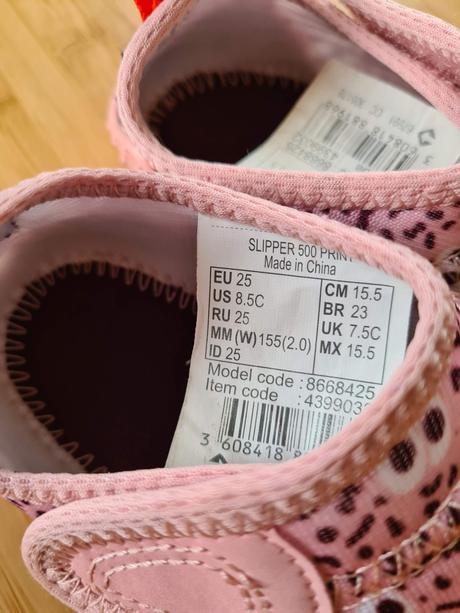 SLIPPER 500 PRINT
Made in China
EU 25
US 8.5C
RU 25
MM (W)155(2.0)
ID 25
CM 15.5
BR 23
UK 7.5C
MX 15.5
Model code :8668425
Item code :439903
3 608418